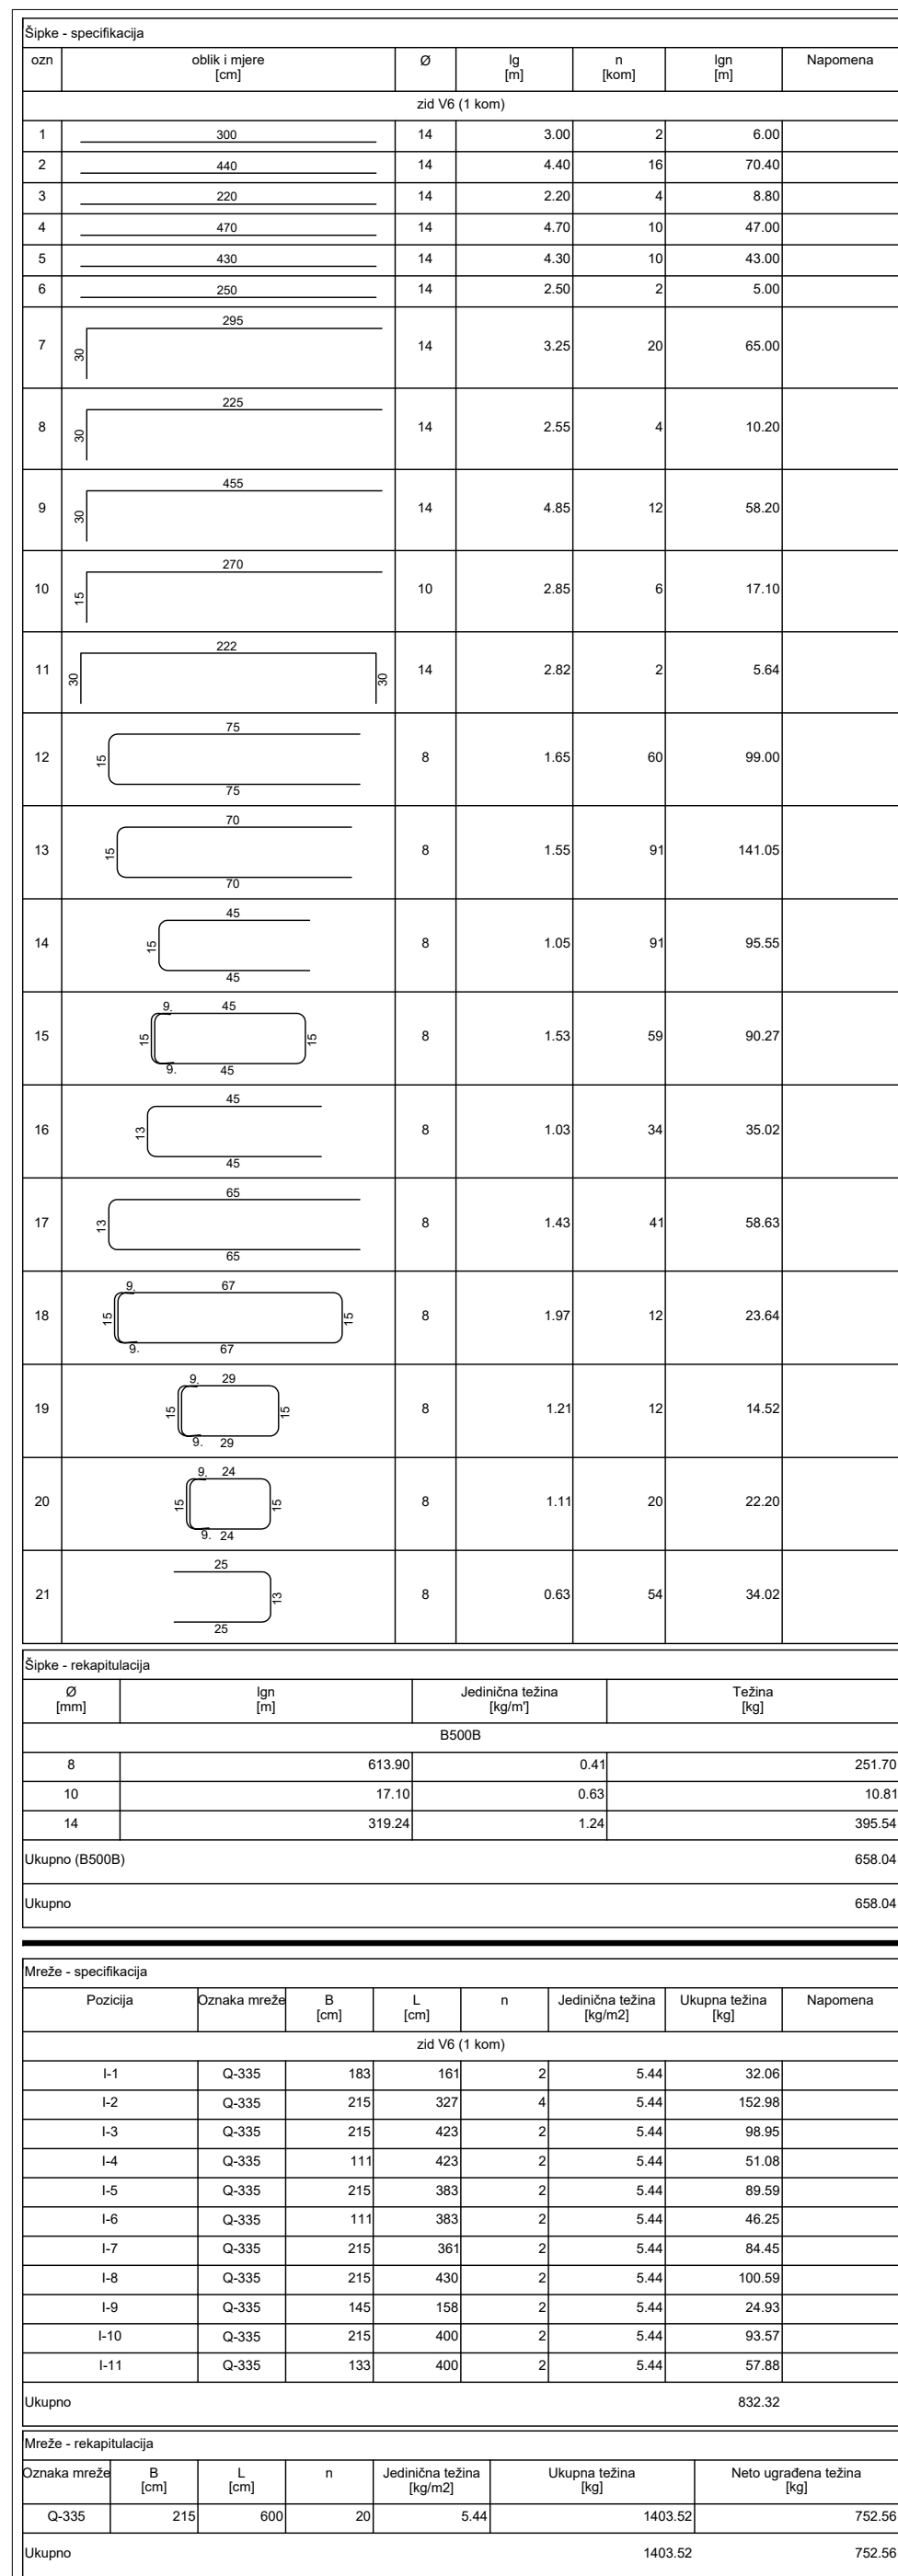 Šipke - specifikacija
ozn oblik i mjere [cm] Ø lg [m] n [kom] lgn [m] Napomena
zid V6 (1 kom)
1 300 14 3.00 2 6.00
2 440 14 4.40 16 70.40
3 220 14 2.20 4 8.80
4 470 14 4.70 10 47.00
5 430 14 4.30 10 43.00
6 250 14 2.50 2 5.00
7 295 30 14 3.25 20 65.00
8 225 30 14 2.55 4 10.20
9 455 30 14 4.85 12 58.20
10 270 15 10 2.85 6 17.10
11 222 30 30 14 2.82 2 5.64
12 75 15 75 8 1.65 60 99.00
13 70 15 70 8 1.55 91 141.05
14 45 15 45 8 1.05 91 95.55
15 9. 45 15 15 9. 45 8 1.53 59 90.27
16 45 13 45 8 1.03 34 35.02
17 65 13 65 8 1.43 41 58.63
18 9. 67 15 15 9. 67 8 1.97 12 23.64
19 9. 29 15 15 9. 29 8 1.21 12 14.52
20 9. 24 15 15 9. 24 8 1.11 20 22.20
21 25 13 25 8 0.63 54 34.02
Šipke - rekapitulacija
Ø [mm] lgn [m] Jedinična težina [kg/m'] Težina [kg]
B500B
8 613.90 0.41 251.70
10 17.10 0.63 10.81
14 319.24 1.24 395.54
Ukupno (B500B) 658.04
Ukupno 658.04
Mreže - specifikacija
Pozicija Oznaka mreže B [cm] L [cm] n Jedinična težina [kg/m2] Ukupna težina [kg] Napomena
zid V6 (1 kom)
I-1 Q-335 183 161 2 5.44 32.06
I-2 Q-335 215 327 4 5.44 152.98
I-3 Q-335 215 423 2 5.44 98.95
I-4 Q-335 111 423 2 5.44 51.08
I-5 Q-335 215 383 2 5.44 89.59
I-6 Q-335 111 383 2 5.44 46.25
I-7 Q-335 215 361 2 5.44 84.45
I-8 Q-335 215 430 2 5.44 100.59
I-9 Q-335 145 158 2 5.44 24.93
I-10 Q-335 215 400 2 5.44 93.57
I-11 Q-335 133 400 2 5.44 57.88
Ukupno 832.32
Mreže - rekapitulacija
Oznaka mreže B [cm] L [cm] n Jedinična težina [kg/m2] Ukupna težina [kg] Neto ugrađena težina [kg]
Q-335 215 600 20 5.44 1403.52 752.56
Ukupno 1403.52 752.56